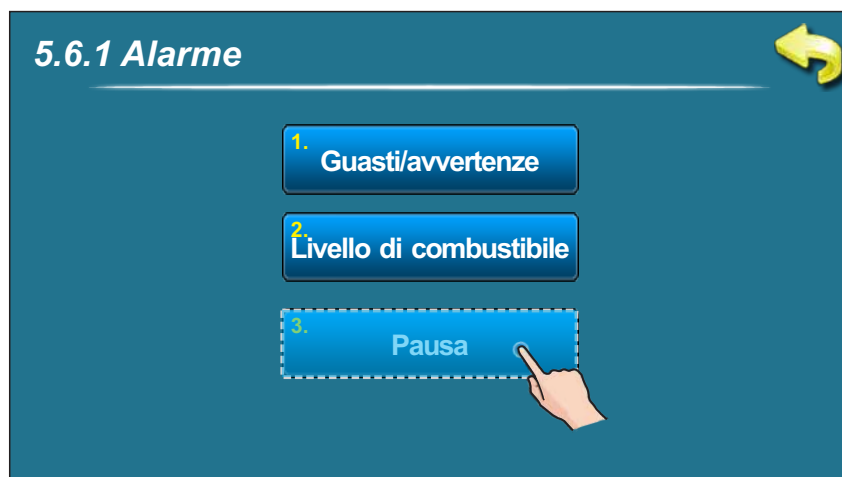 5.6.1 Alarme
1.
Guasti/avvertenze
2.
Livello di combustibile
3.
Pausa